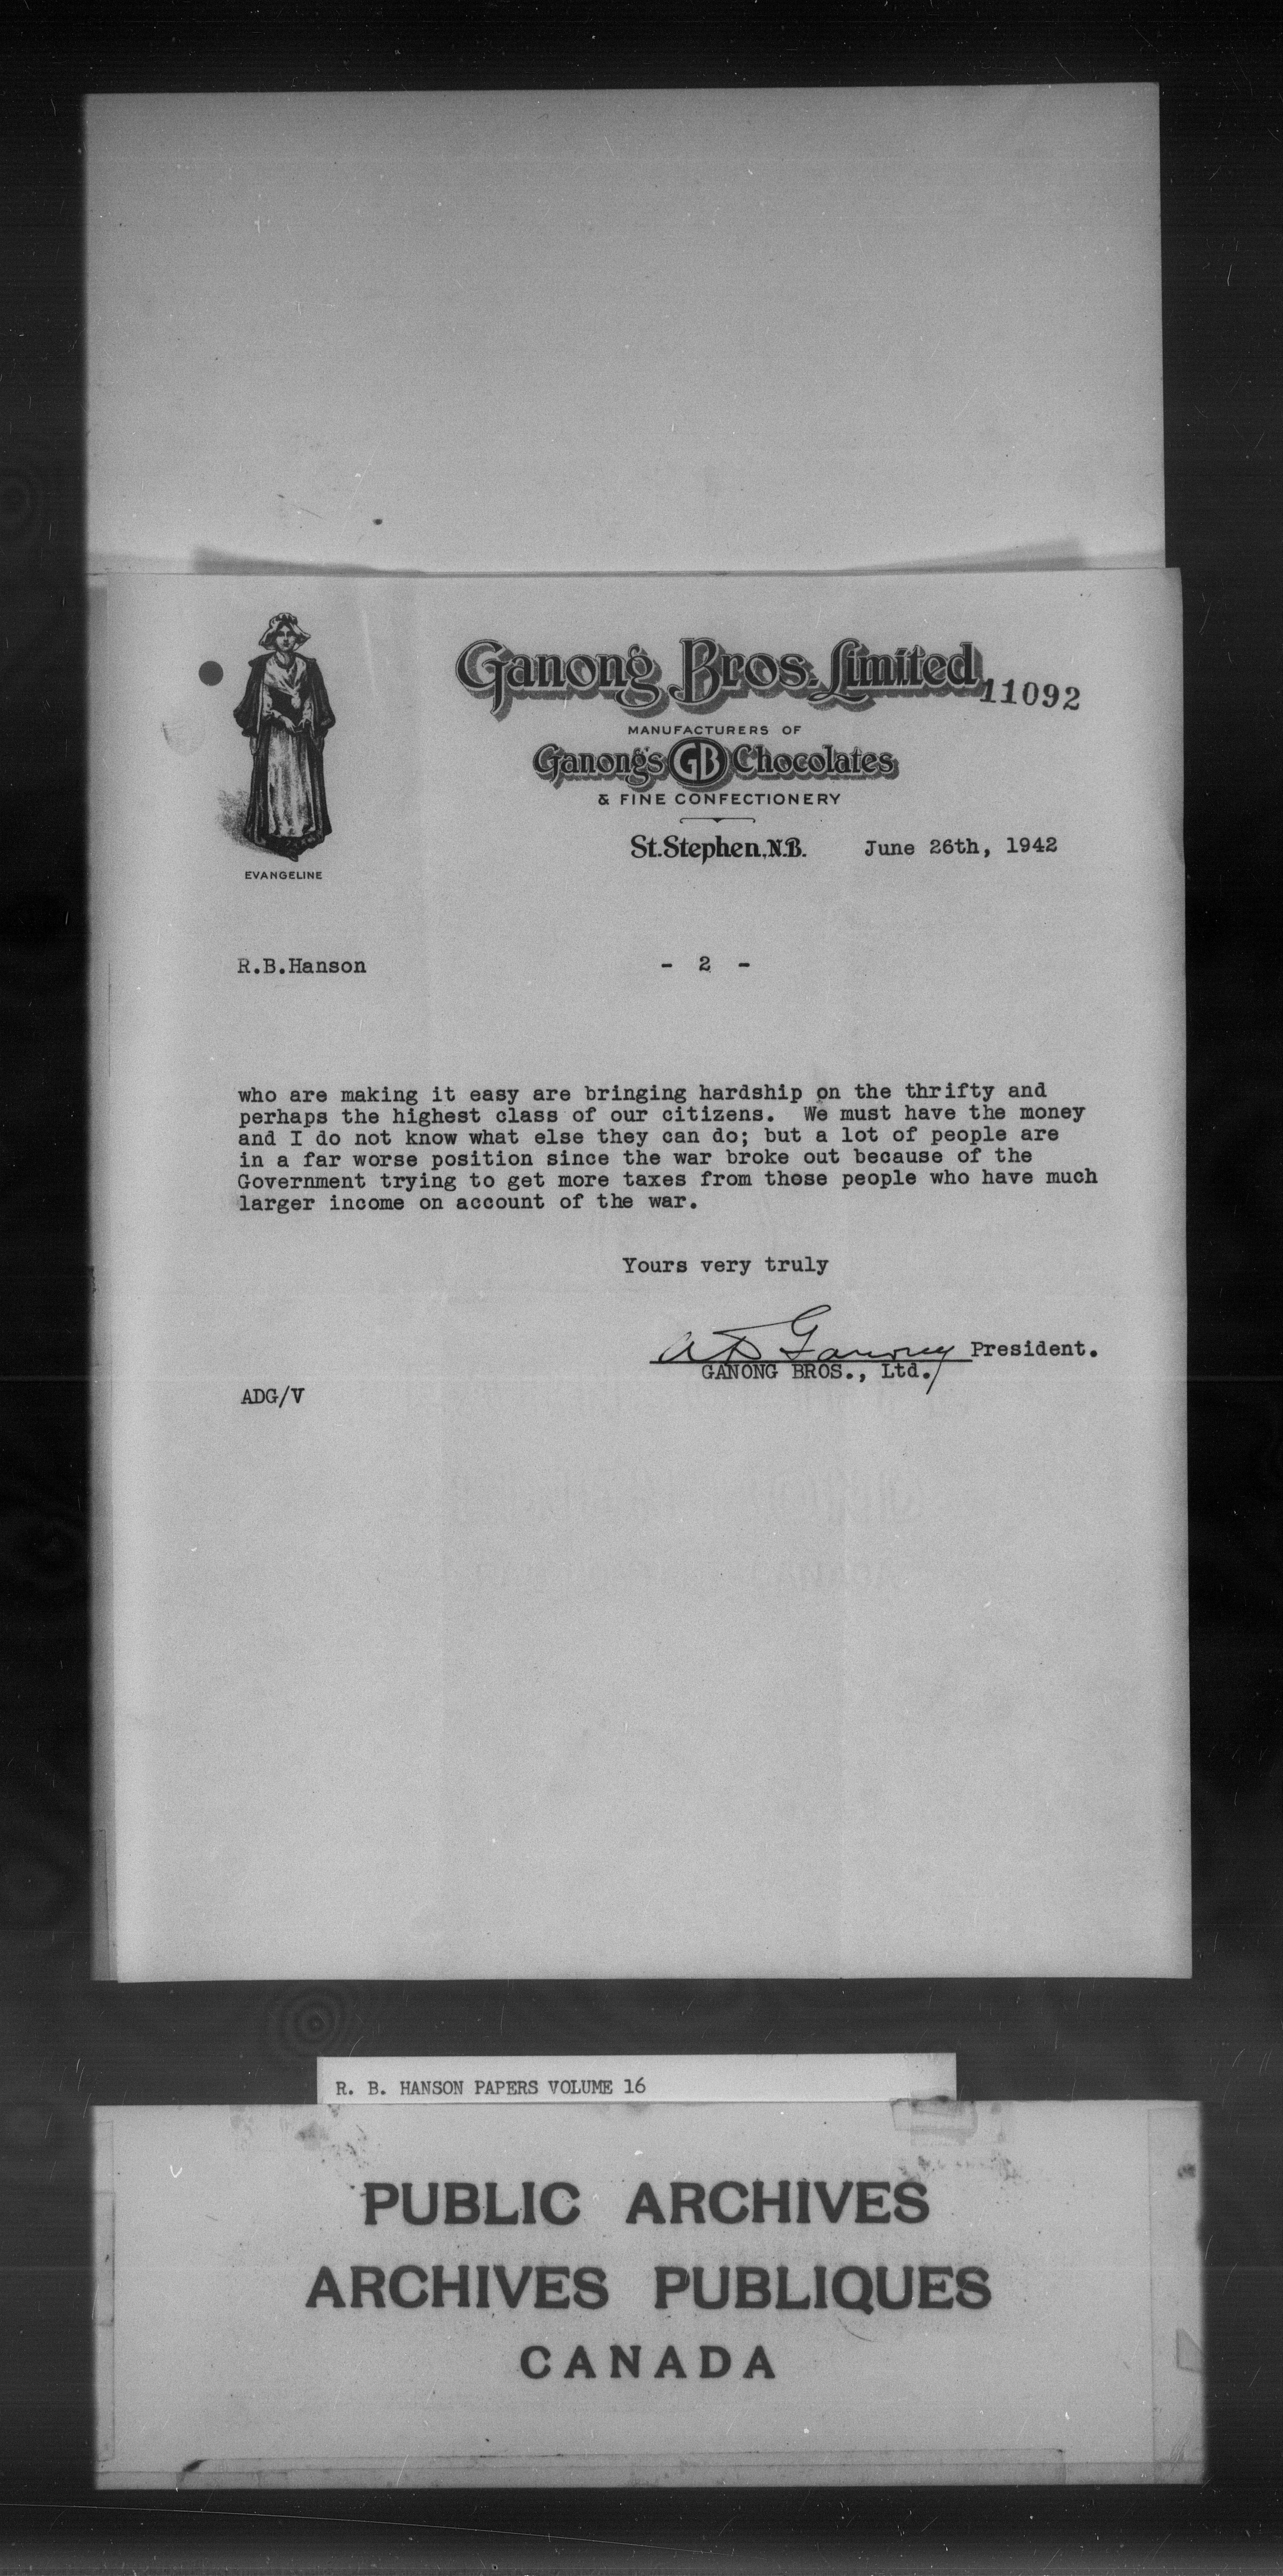 Ganong Bros. Limited
11092
MANUFACTURERS OF
Ganong's GB Chocolates
& FINE CONFECTIONERY
St. Stephen, N.B. June 26th, 1942
EVANGELINE
R.B.Hanson - 2 -
who are making it easy are bringing hardship on the thrifty and
perhaps the highest class of our citizens. We must have the money
and I do not know what else they can do; but a lot of people are
in a far worse position since the war broke out because of the
Government trying to get more taxes from those people who have much
larger income on account of the war.
Yours very truly
A D Ganong President.
GANONG BROS., Ltd.
ADG/V
R. B. HANSON PAPERS VOLUME 16
PUBLIC ARCHIVES
ARCHIVES PUBLIQUES
CANADA